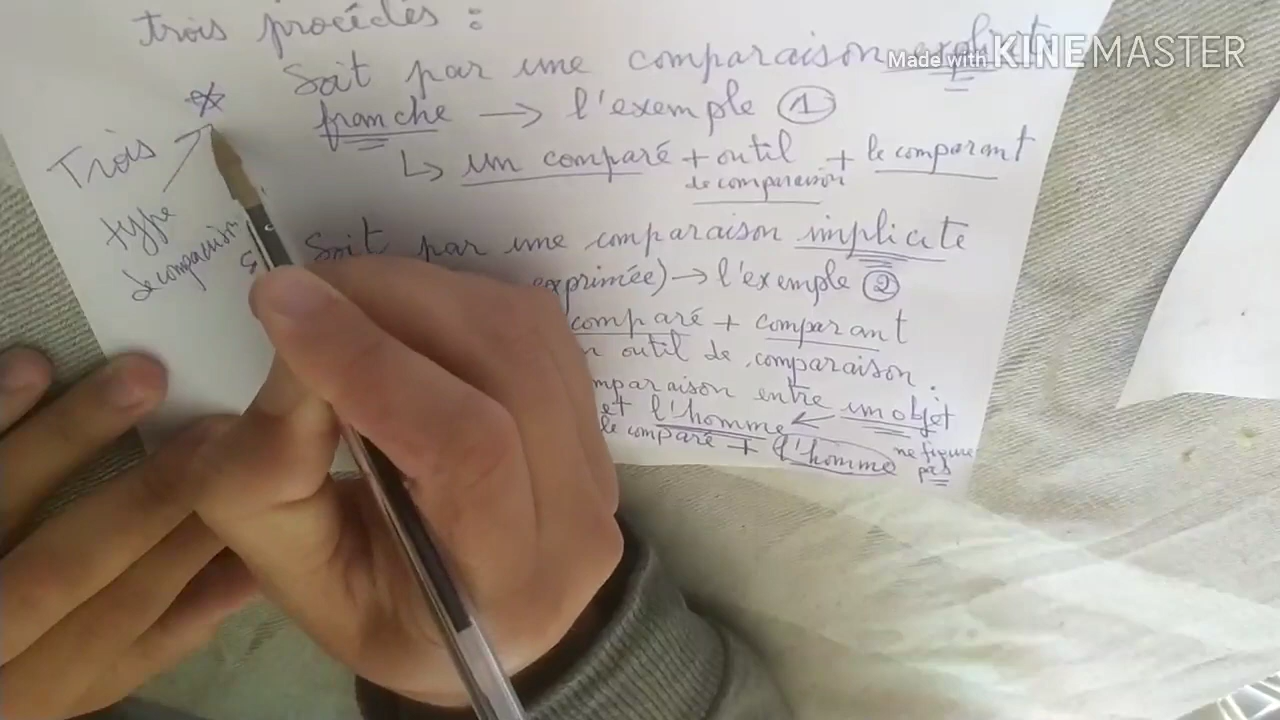 trois procédés :
Soit par une comparaison explicite
Made with KINEMASTER
franche → l'exemple ①
↳ un comparé + outil + le comparant
de comparaison
Trois
type
de comparaison
Soit par une comparaison implicite
exprimée) → l'exemple ②
comparé + comparant
outil de comparaison.
comparaison entre un objet
et l'homme ←
le comparé + l'homme ne figure
pas